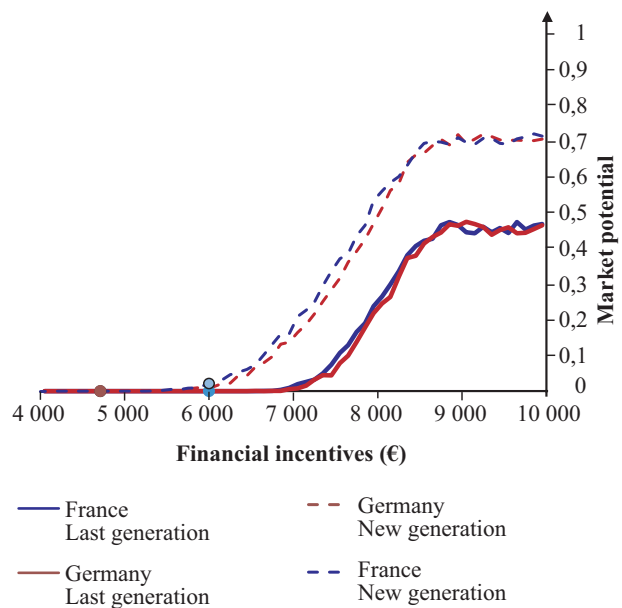 1
0,9
0,8
0,7
0,6
0,5
0,4
0,3
0,2
0,1
0
Market potential
4 000 5 000 6 000 7 000 8 000 9 000 10 000
Financial incentives (€)
France
Last generation
Germany
New generation
Germany
Last generation
France
New generation